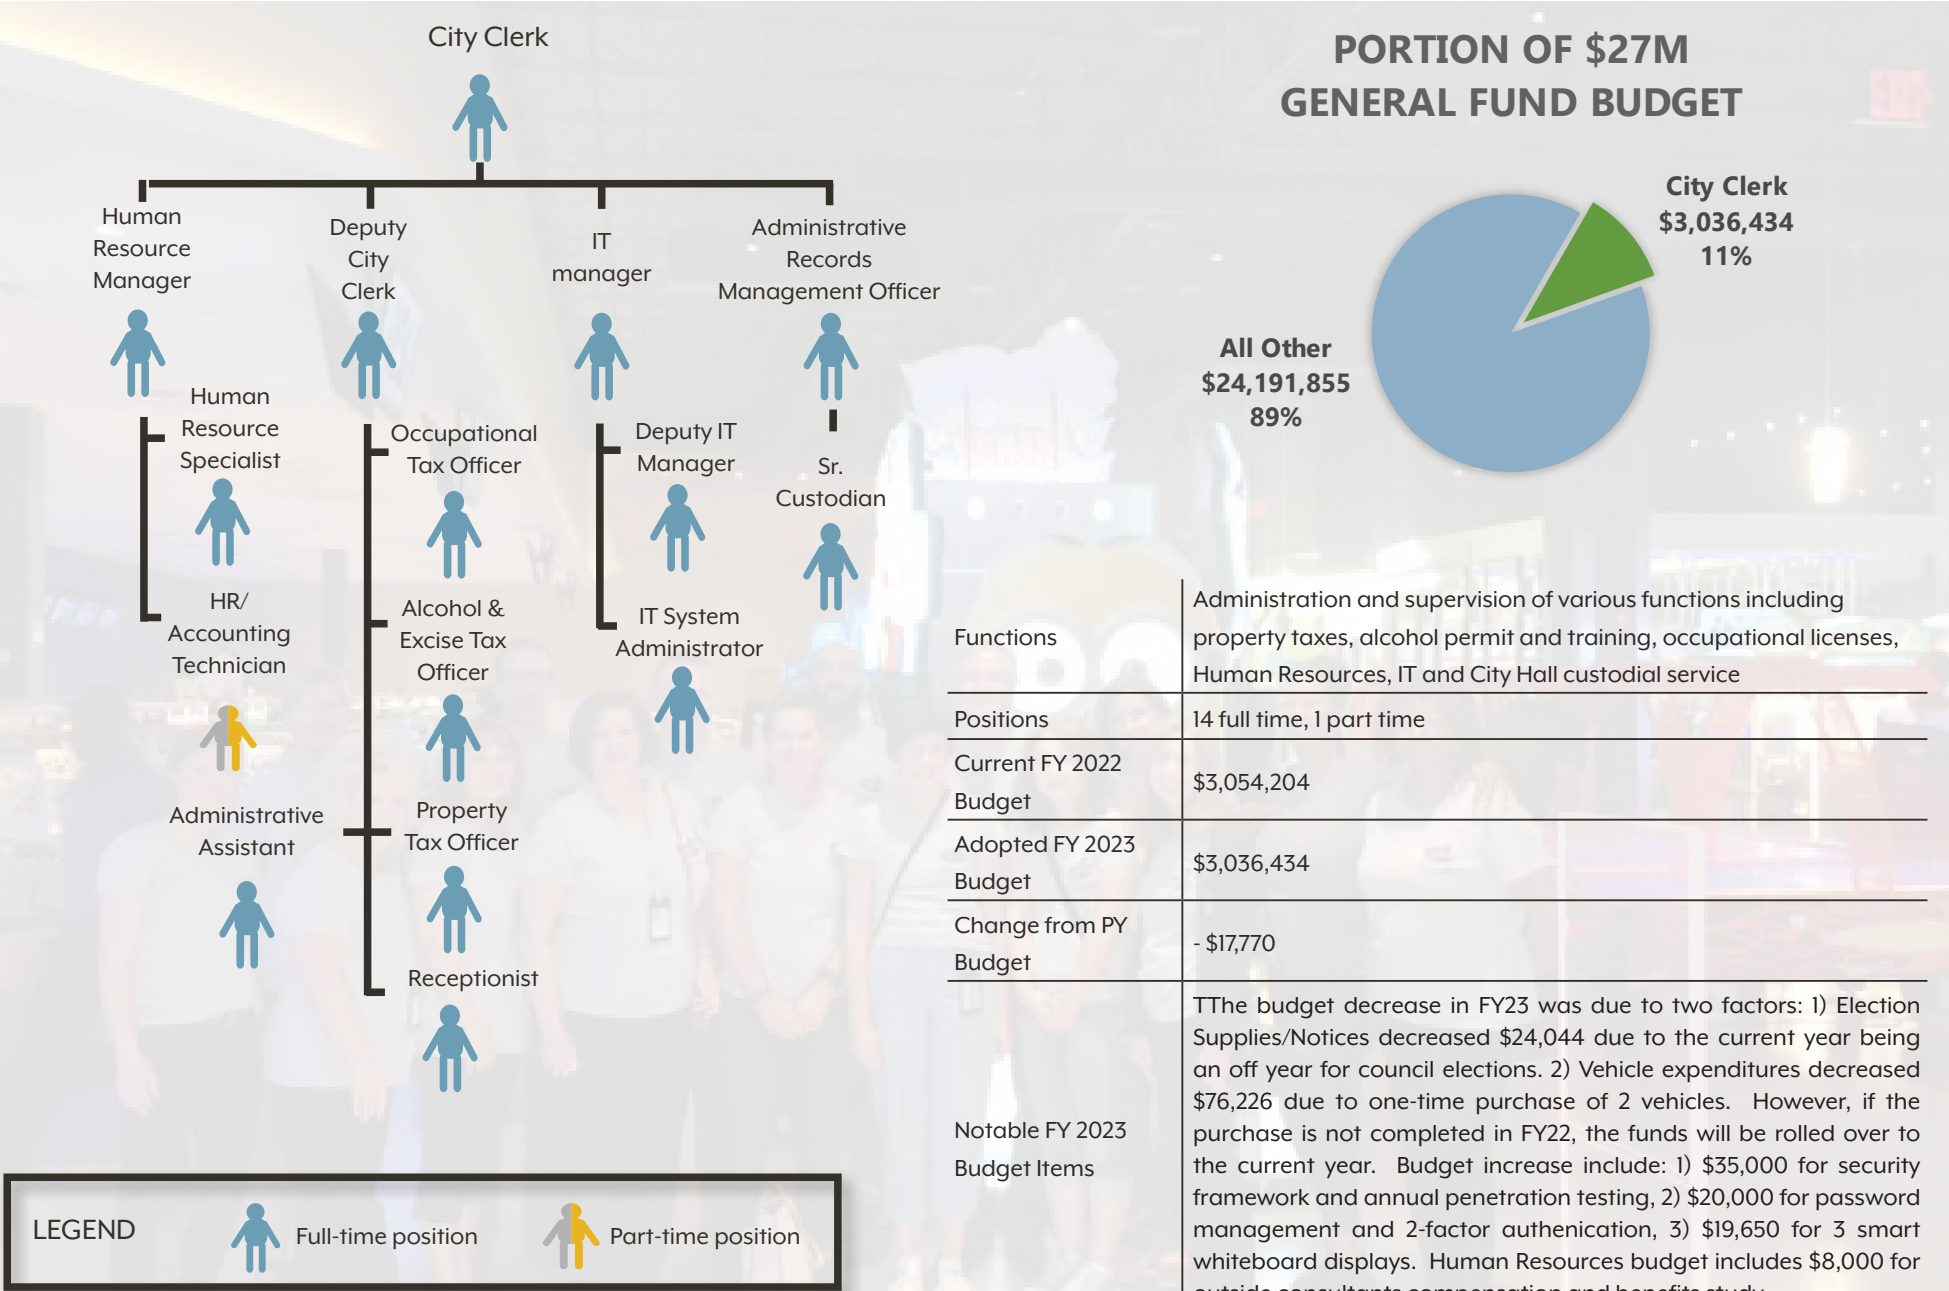 City Clerk
Human
Resource
Manager
Deputy
City
Clerk
IT
manager
Administrative
Records
Management Officer
Human
Resource
Specialist
HR/
Accounting
Technician
Occupational
Tax Officer
Alcohol &
Excise Tax
Officer
Administrative
Assistant
Property
Tax Officer
Receptionist
Deputy IT
Manager
IT System
Administrator
Sr.
Custodian
LEGEND
Full-time position
Part-time position
PORTION OF $27M
GENERAL FUND BUDGET
City Clerk
$3,036,434
11%
All Other
$24,191,855
89%
Functions
Administration and supervision of various functions including
property taxes, alcohol permit and training, occupational licenses,
Human Resources, IT and City Hall custodial service
Positions
14 full time, 1 part time
Current FY 2022
Budget
$3,054,204
Adopted FY 2023
Budget
$3,036,434
Change from PY
Budget
- $17,770
Notable FY 2023
Budget Items
TThe budget decrease in FY23 was due to two factors: 1) Election
Supplies/Notices decreased $24,044 due to the current year being
an off year for council elections. 2) Vehicle expenditures decreased
$76,226 due to one-time purchase of 2 vehicles. However, if the
purchase is not completed in FY22, the funds will be rolled over to
the current year. Budget increase include: 1) $35,000 for security
framework and annual penetration testing, 2) $20,000 for password
management and 2-factor authenication, 3) $19,650 for 3 smart
whiteboard displays. Human Resources budget includes $8,000 for
outside consultants compensation and benefits study
EXIT